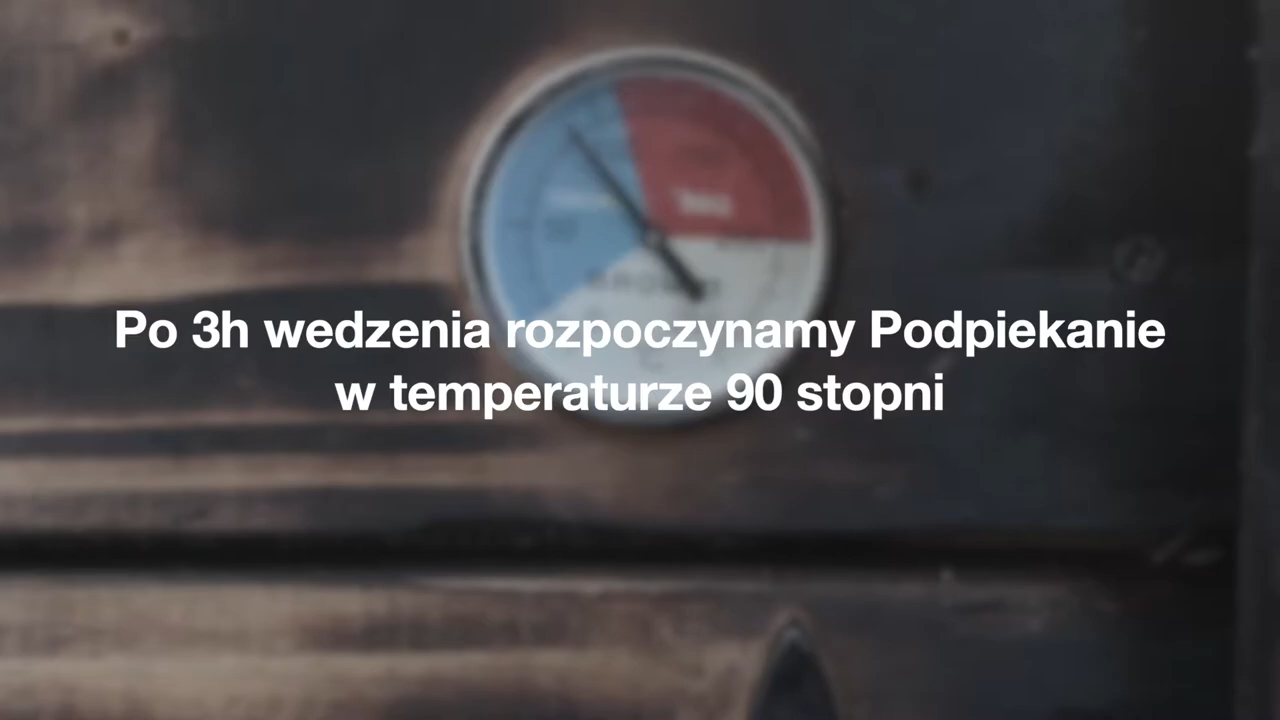 Po 3h wedzenia rozpoczynamy Podpiekanie
w temperaturze 90 stopni